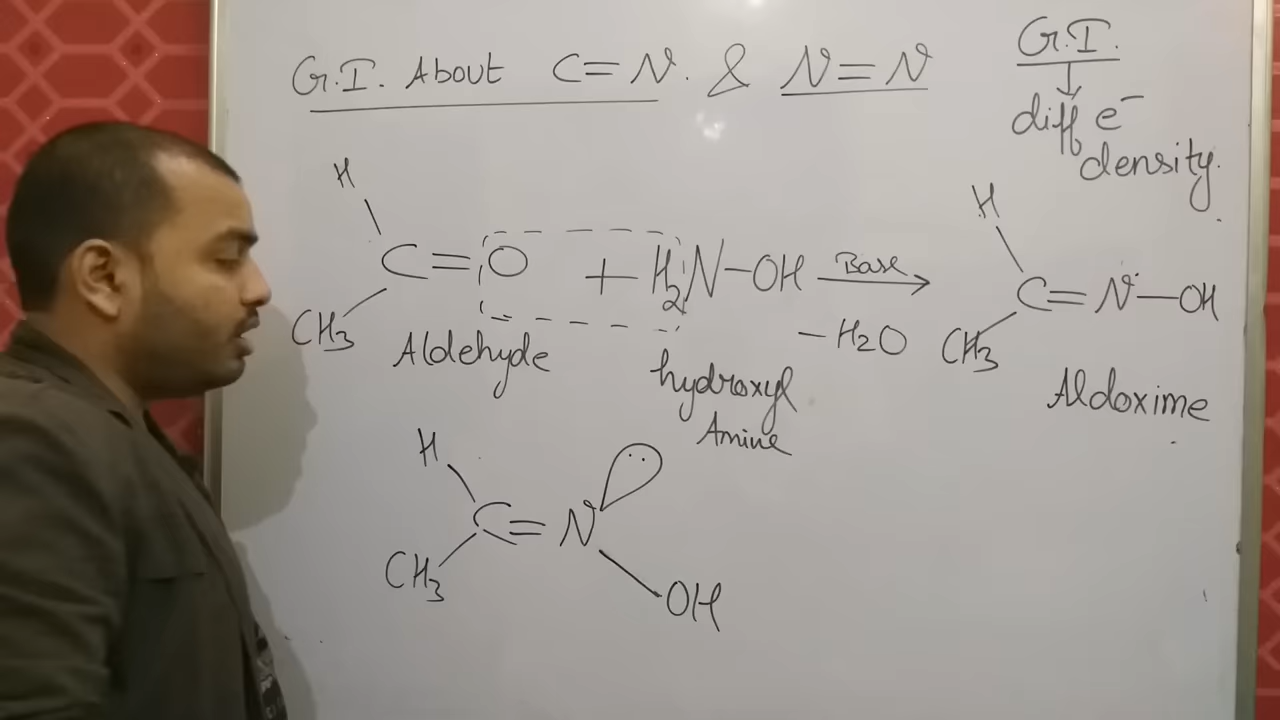 G.I. About C=N. & N=N
G.I.
↓
diff e⁻
density.
H
C=O + H₂N-OH Base →
CH₃
-H₂O
Aldehyde
hydroxyl
Amine
H
C=N̈-OH
CH₃
Aldoxime
H
C=N
CH₃
OH